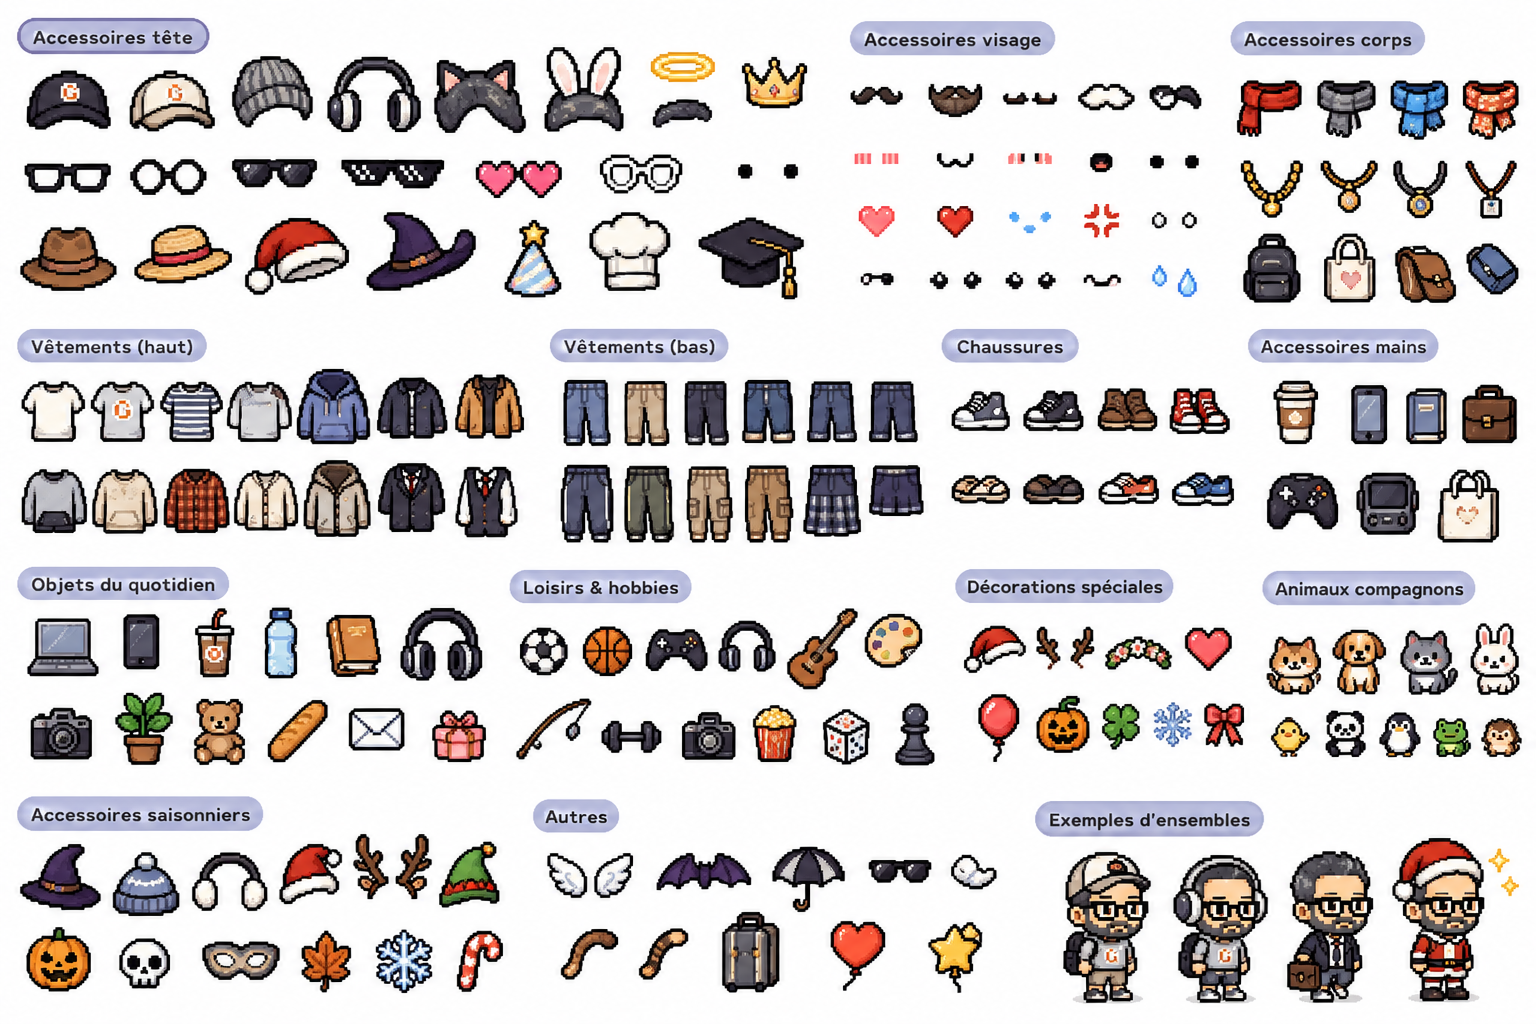 Accessoires tête
Accessoires visage
Accessoires corps
G
G
Vêtements (haut)
Vêtements (bas)
Chaussures
Accessoires mains
G
Objets du quotidien
Loisirs & hobbies
Décorations spéciales
Animaux compagnons
Accessoires saisonniers
Autres
Exemples d'ensembles
G
G